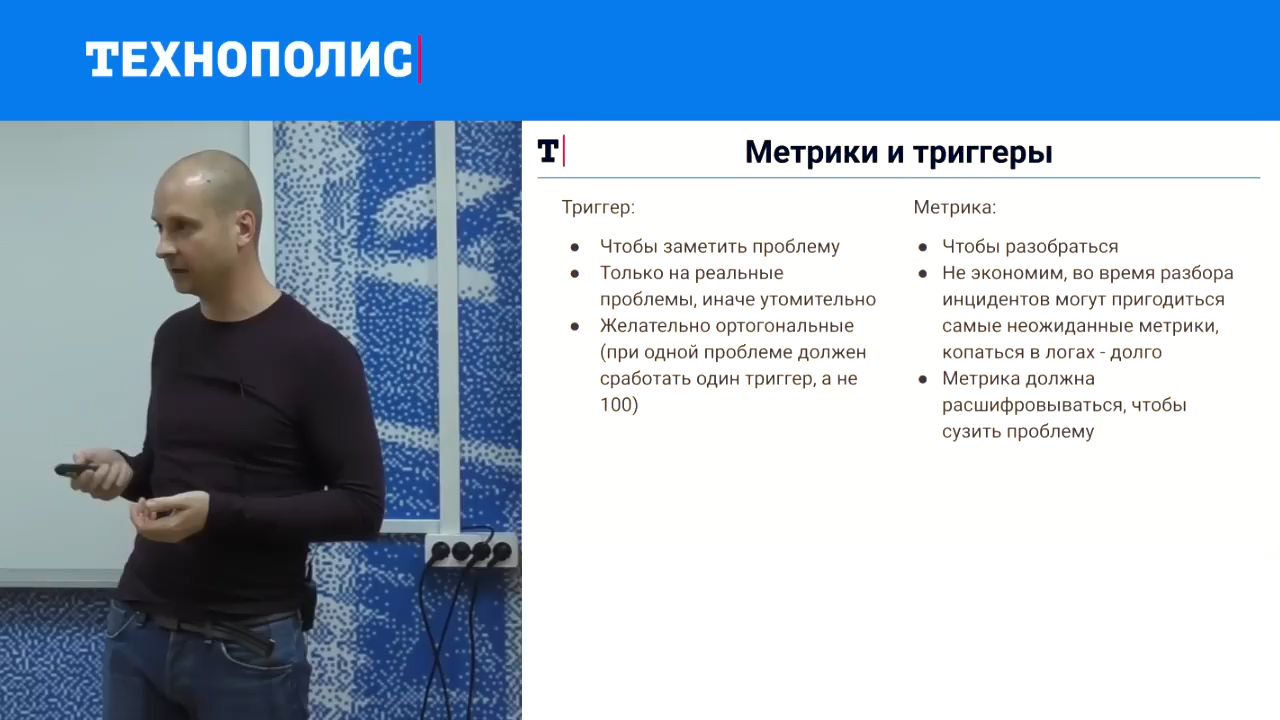 ТЕХНОПОЛИС
Т
Метрики и триггеры
Триггер:
● Чтобы заметить проблему
● Только на реальные
проблемы, иначе утомительно
● Желательно ортогональные
(при одной проблеме должен
сработать один триггер, а не
100)
Метрика:
● Чтобы разобраться
● Не экономим, во время разбора
инцидентов могут пригодиться
самые неожиданные метрики,
копаться в логах - долго
● Метрика должна
расшифровываться, чтобы
сузить проблему